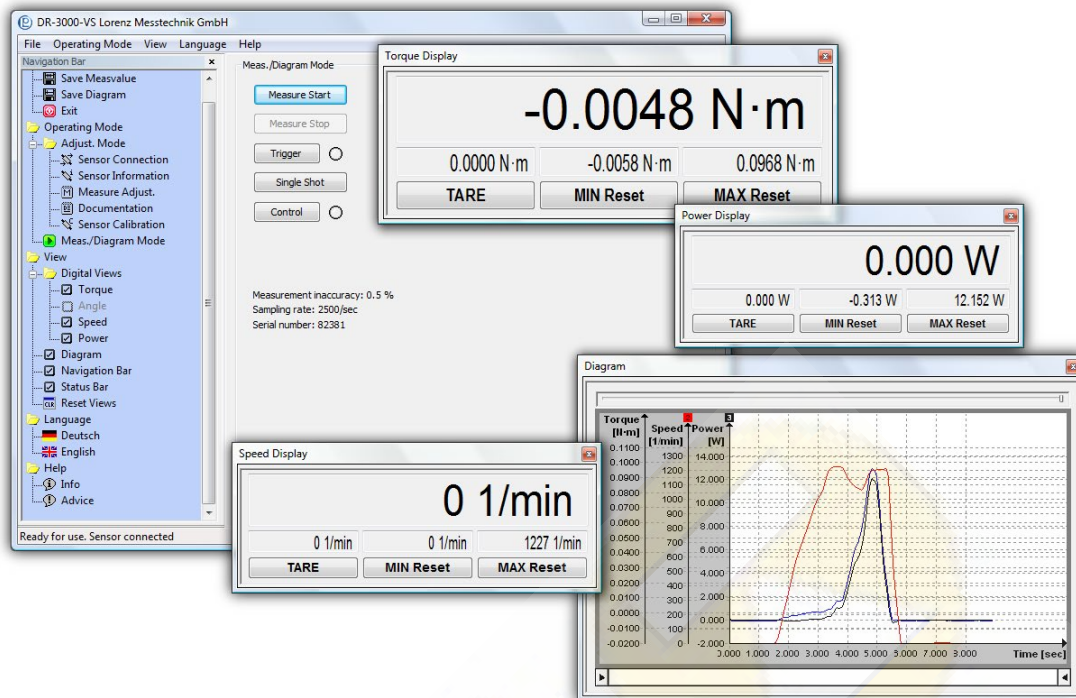 DR-3000-VS Lorenz Messtechnik GmbH
File Operating Mode View Language Help
Navigation Bar
Save Measvalue
Save Diagram
Exit
Operating Mode
Adjust. Mode
Sensor Connection
Sensor Information
Measure Adjust.
Documentation
Sensor Calibration
Meas./Diagram Mode
View
Digital Views
Torque
Angle
Speed
Power
Diagram
Navigation Bar
Status Bar
CLR Reset Views
Language
Deutsch
English
Help
Info
Advice
Ready for use. Sensor connected
Meas./Diagram Mode
Measure Start
Measure Stop
Trigger
Single Shot
Control
Measurement inaccuracy: 0.5 %
Sampling rate: 2500/sec
Serial number: 82381
Torque Display
-0.0048 N·m
0.0000 N·m -0.0058 N·m 0.0968 N·m
TARE MIN Reset MAX Reset
Power Display
0.000 W
0.000 W -0.313 W 12.152 W
TARE MIN Reset MAX Reset
Speed Display
0 1/min
0 1/min 0 1/min 1227 1/min
TARE MIN Reset MAX Reset
Diagram
Torque [N·m]
0.1100
0.1000
0.0900
0.0800
0.0700
0.0600
0.0500
0.0400
0.0300
0.0200
0.0100
0.0000
-0.0100
-0.0200
Speed [1/min]
1300
1200
1100
1000
900
800
700
600
500
400
300
200
100
0
3
Power [W]
14.000
12.000
10.000
8.000
6.000
4.000
2.000
0.000
-2.000
1.000 2.000 3.000 4.000 5.000 6.000 7.000 Time [sec]